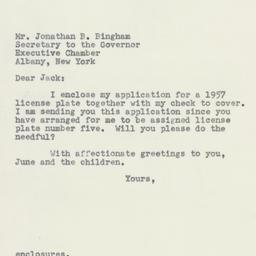 Mr. Jonathan B. Bingham
Secretary to the Governor
Executive Chamber
Albany, New York
Dear Jack:
I enclose my application for a 1957
license plate together with my check to cover.
I am sending you this application since you
have arranged for me to be assigned license
plate number five. Will you please do the
needful?
With affectionate greetings to you,
June and the children.
Yours,
enclosures.